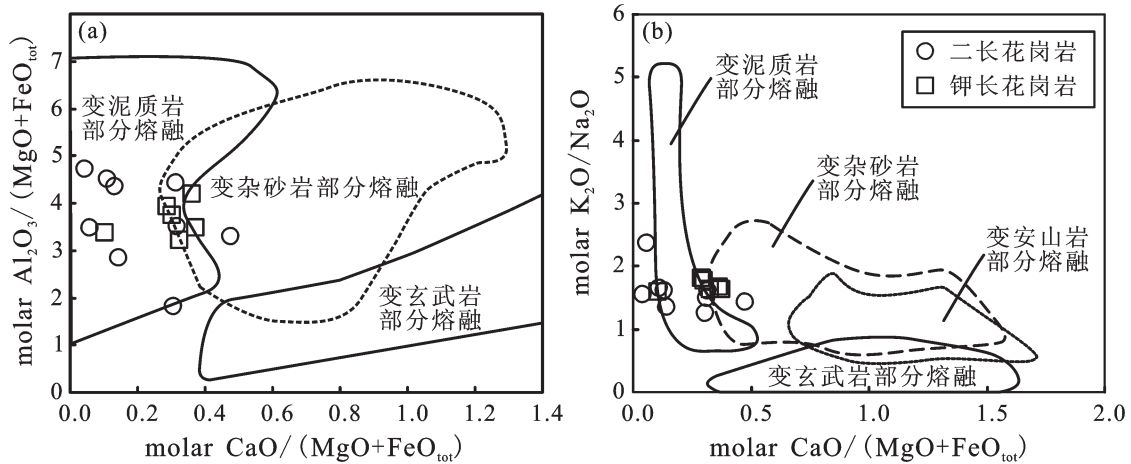 (a)
molar Al₂O₃/(MgO+FeO_tot)
7
6
5
4
3
2
1
0
变泥质岩
部分熔融
变杂砂岩部分熔融
变玄武岩
部分熔融
0.0 0.2 0.4 0.6 0.8 1.0 1.2 1.4
molar CaO/(MgO+FeO_tot)
(b)
molar K₂O/Na₂O
6
5
4
3
2
1
0
二长花岗岩
钾长花岗岩
变泥质岩
部分熔融
变杂砂岩
部分熔融
变安山岩
部分熔融
变玄武岩部分熔融
0.0 0.5 1.0 1.5 2.0
molar CaO/(MgO+FeO_tot)